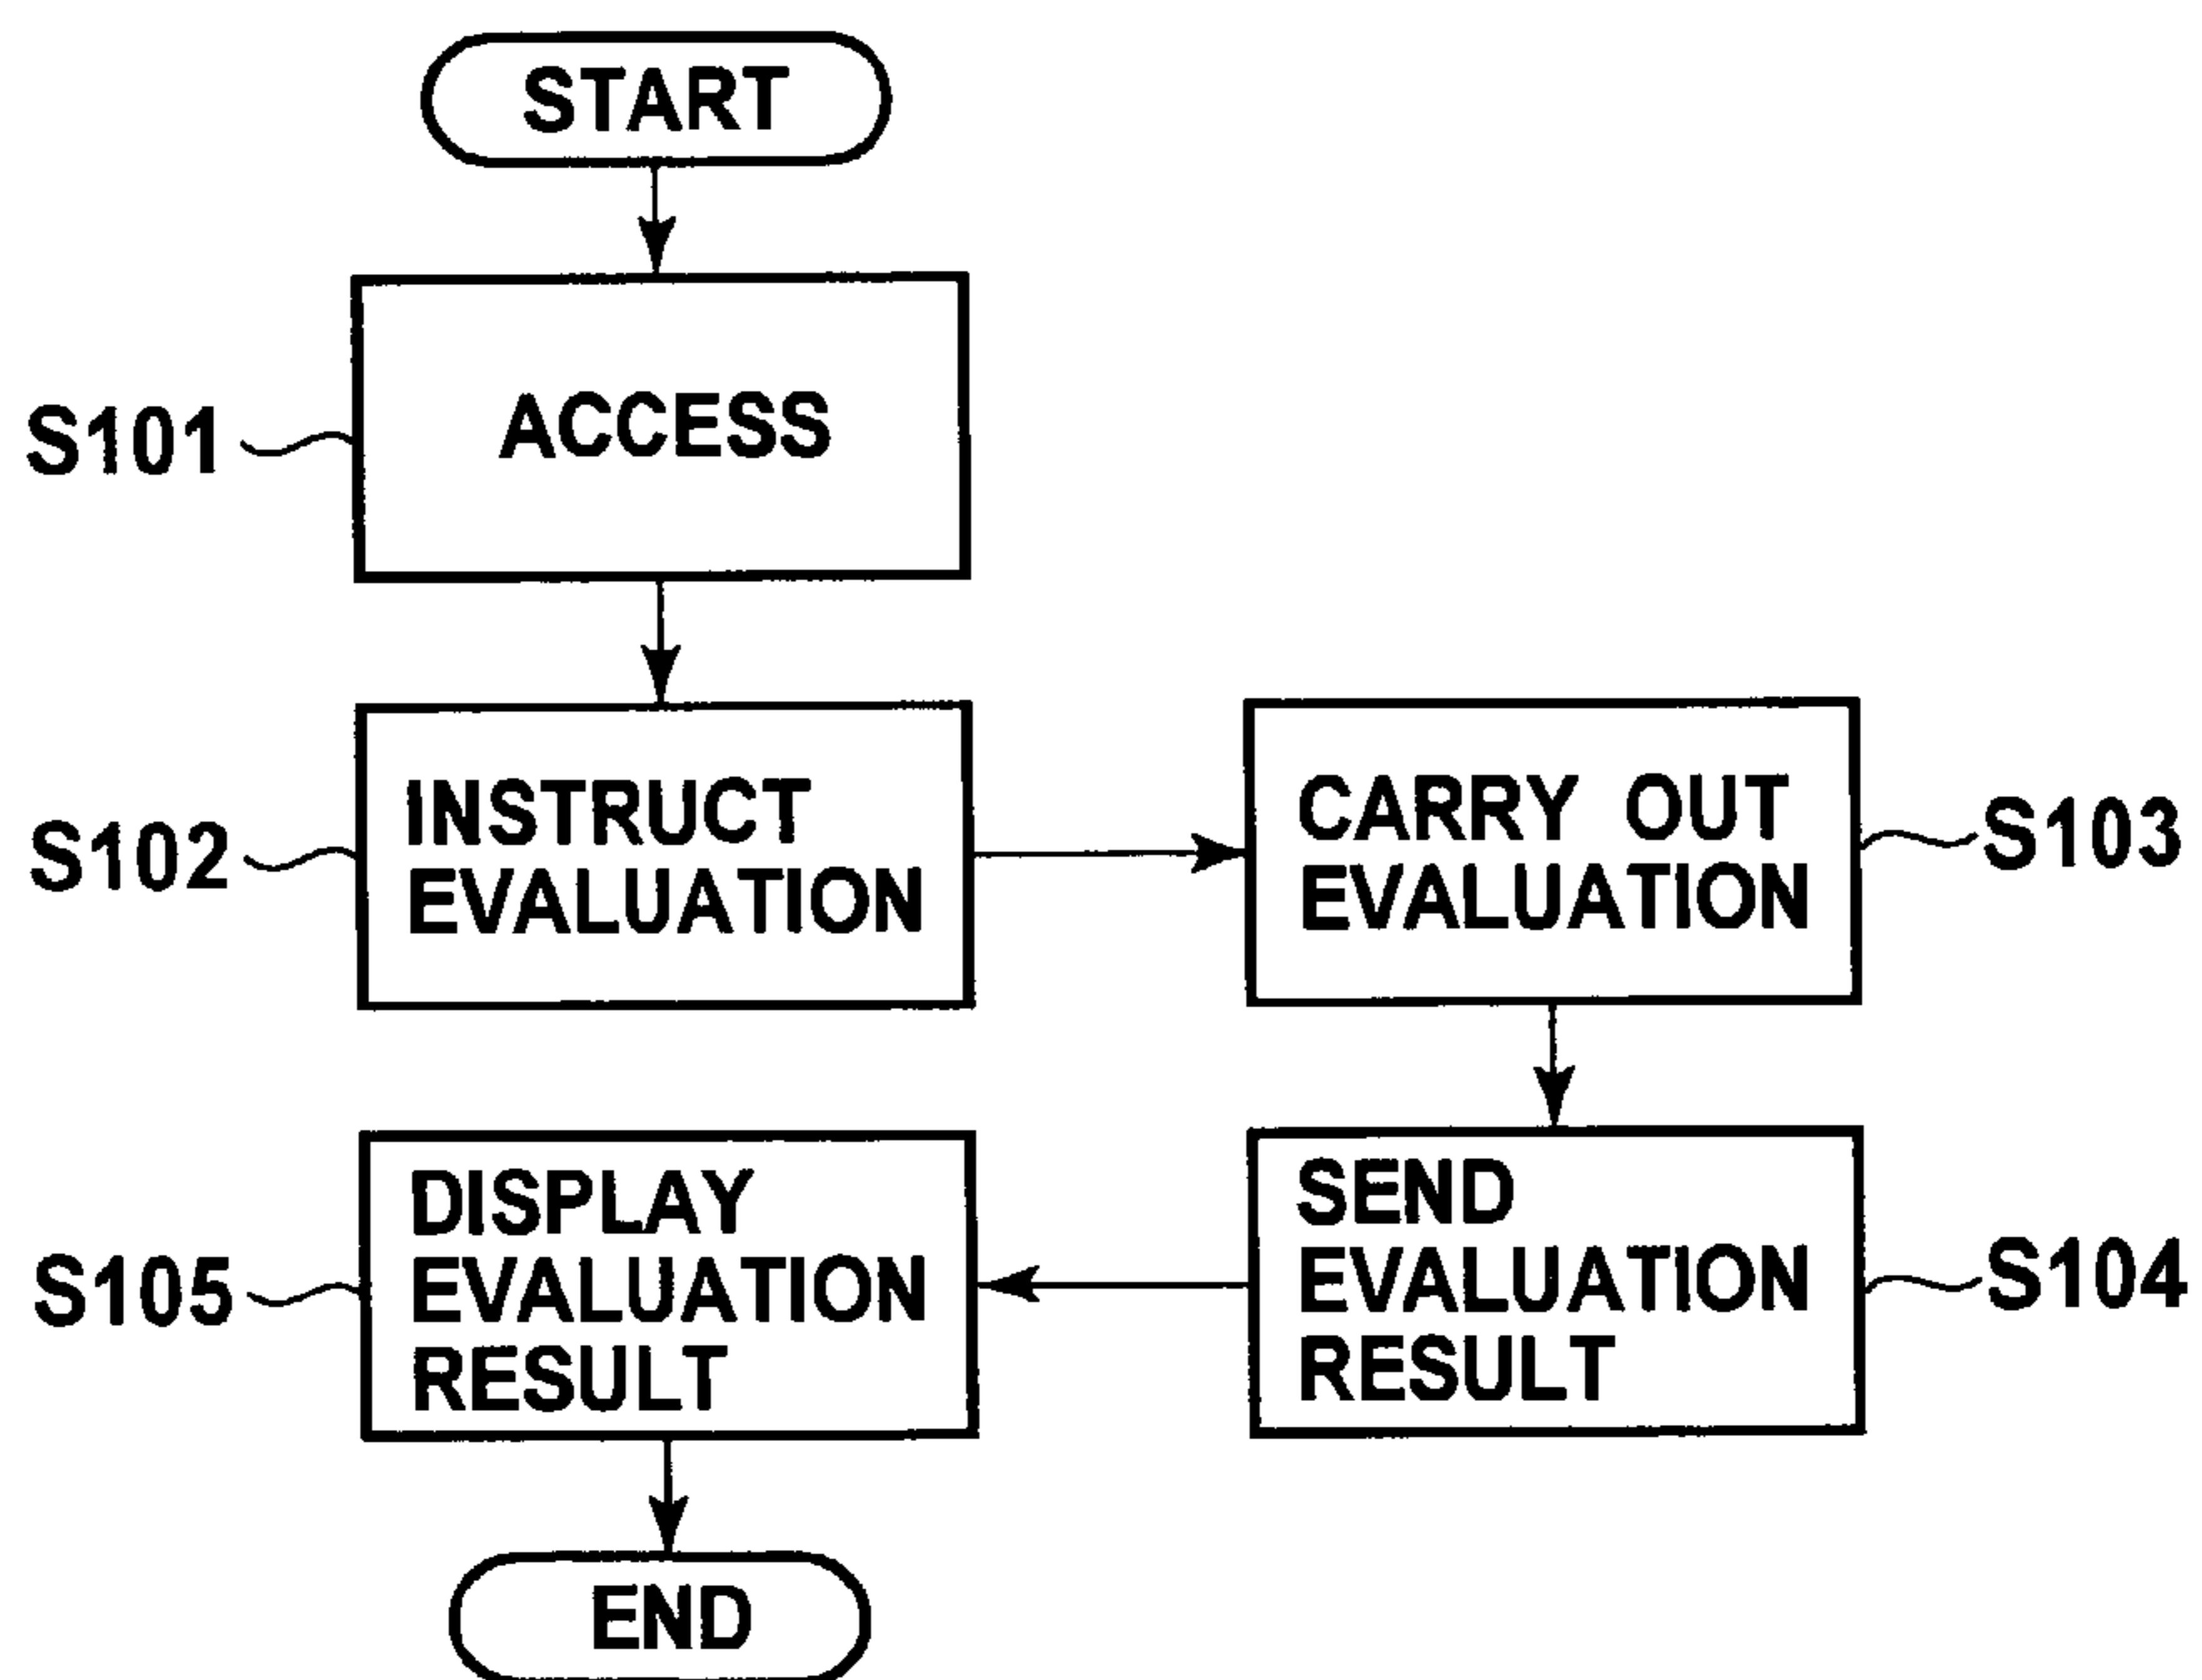 START
S101
ACCESS
S102
INSTRUCT
EVALUATION
CARRY OUT
EVALUATION
S103
SEND
EVALUATION
RESULT
S104
S105
DISPLAY
EVALUATION
RESULT
END